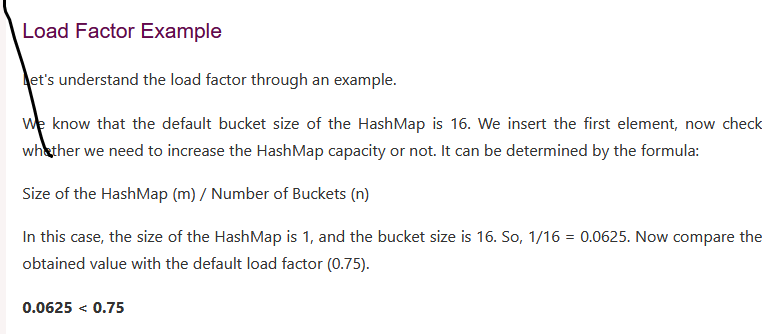 Load Factor Example
Let's understand the load factor through an example.
We know that the default bucket size of the HashMap is 16. We insert the first element, now check
whether we need to increase the HashMap capacity or not. It can be determined by the formula:
Size of the HashMap (m) / Number of Buckets (n)
In this case, the size of the HashMap is 1, and the bucket size is 16. So, 1/16 = 0.0625. Now compare the
obtained value with the default load factor (0.75).
0.0625 < 0.75